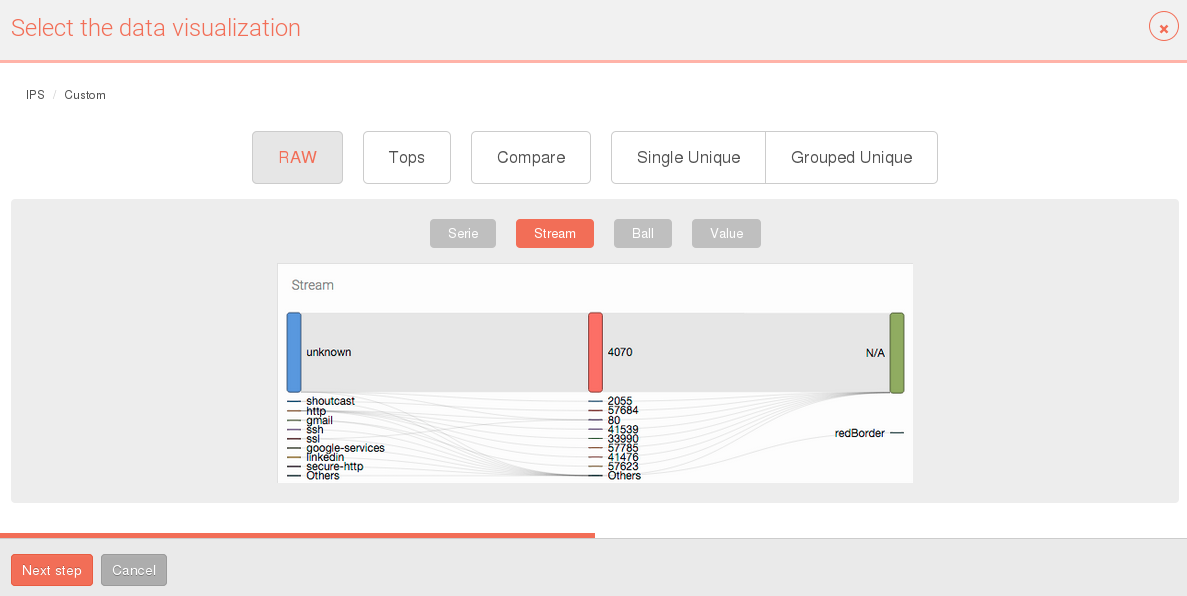 Select the data visualization
IPS / Custom
RAW
Tops
Compare
Single Unique
Grouped Unique
Serie
Stream
Ball
Value
Stream
unknown
4070
N/A
shoutcast
2055
http
57684
gmail
80
ssh
41539
redBorder
ssl
33990
google-services
57785
linkedin
41476
secure-http
57623
Others
Others
Next step
Cancel